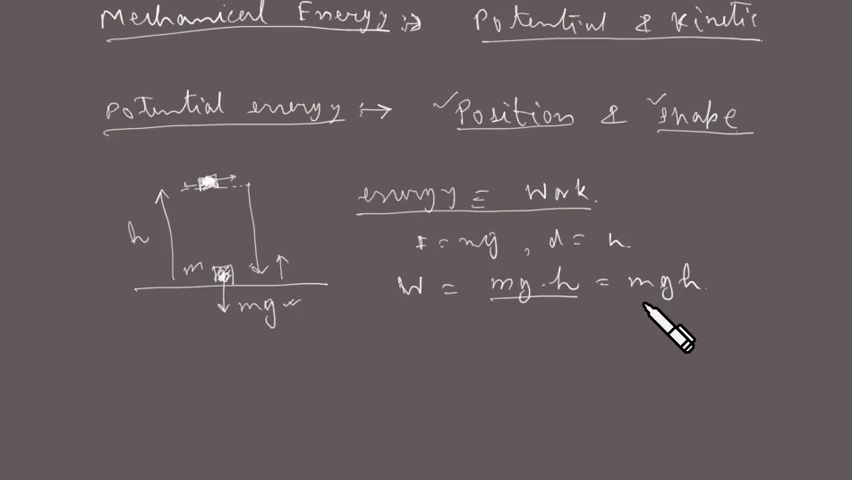 Mechanical Energy :→ Potential & Kinetic
Potential energy :→ ✓Position & ✓shape
energy ≡ Work.
h
F = mg , d = h.
m
W = mg.h = mgh.
mg